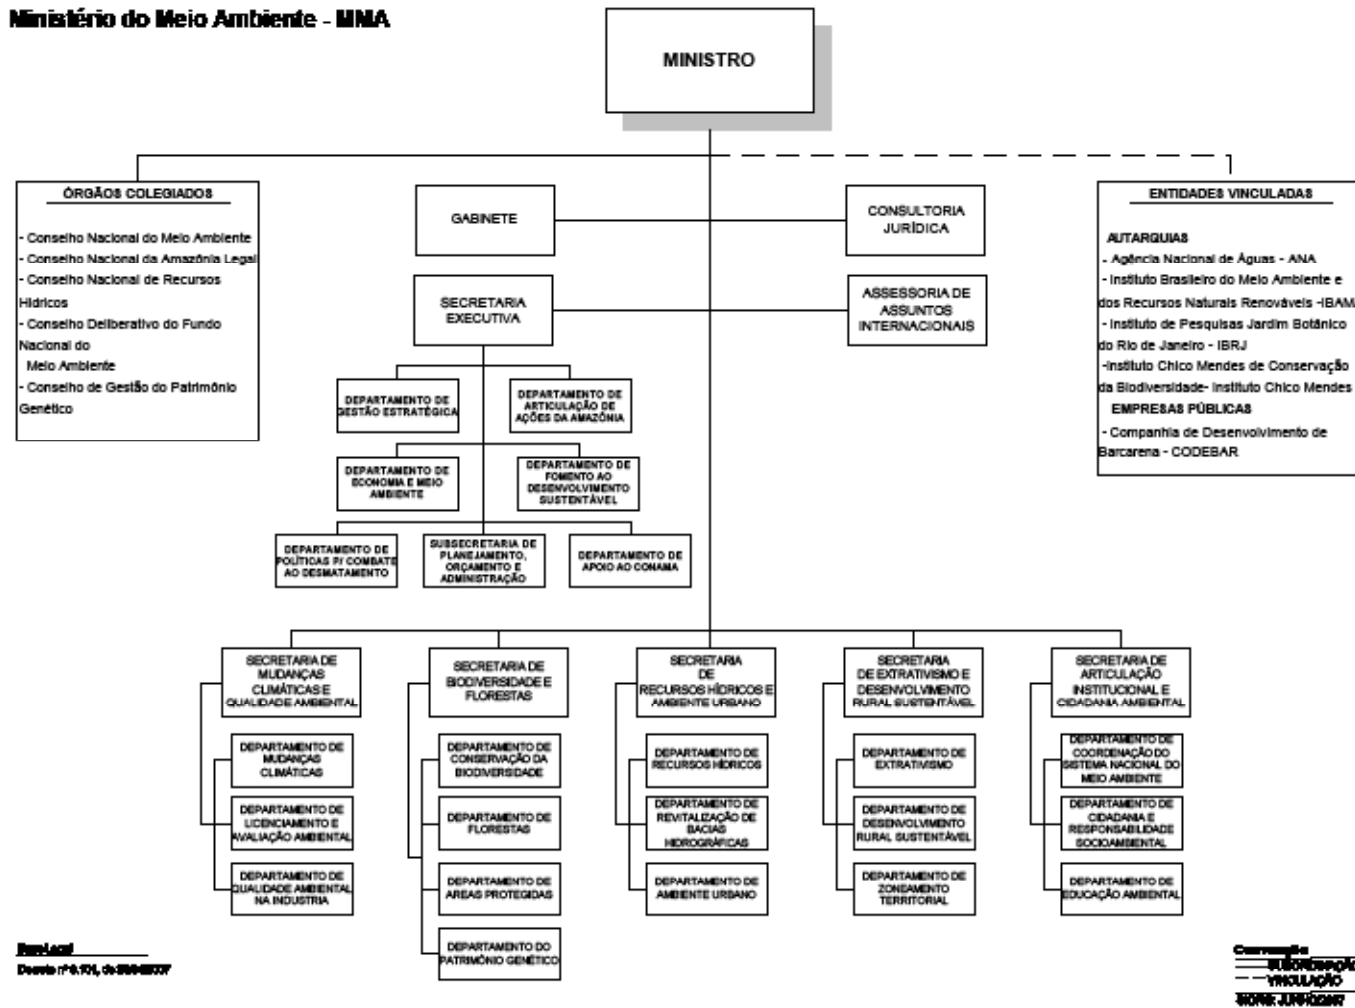 Ministério do Meio Ambiente - MMA
MINISTRO
ÓRGÃOS COLEGIADOS
- Conselho Nacional do Meio Ambiente
- Conselho Nacional da Amazônia Legal
- Conselho Nacional de Recursos
Hídricos
- Conselho Deliberativo do Fundo
Nacional do
Meio Ambiente
- Conselho de Gestão do Patrimônio
Genético
GABINETE
CONSULTORIA
JURÍDICA
SECRETARIA
EXECUTIVA
ASSESSORIA DE
ASSUNTOS
INTERNACIONAIS
ENTIDADES VINCULADAS
AUTARQUIAS
- Agência Nacional de Águas - ANA
- Instituto Brasileiro do Meio Ambiente e
dos Recursos Naturais Renováveis -IBAMA
- Instituto de Pesquisas Jardim Botânico
do Rio de Janeiro - IBRJ
-Instituto Chico Mendes de Conservação
da Biodiversidade- Instituto Chico Mendes
EMPRESAS PÚBLICAS
- Companhia de Desenvolvimento de
Barcarena - CODEBAR
DEPARTAMENTO DE
GESTÃO ESTRATÉGICA
DEPARTAMENTO DE
ARTICULAÇÃO DE
AÇÕES DA AMAZÔNIA
DEPARTAMENTO DE
ECONOMIA E MEIO
AMBIENTE
DEPARTAMENTO DE
FOMENTO AO
DESENVOLVIMENTO
SUSTENTÁVEL
DEPARTAMENTO DE
POLÍTICAS P/ COMBATE
AO DESMATAMENTO
SUBSECRETARIA DE
PLANEJAMENTO,
ORÇAMENTO E
ADMINISTRAÇÃO
DEPARTAMENTO DE
APOIO AO CONAMA
SECRETARIA DE
MUDANÇAS
CLIMÁTICAS E
QUALIDADE AMBIENTAL
DEPARTAMENTO DE
MUDANÇAS
CLIMÁTICAS
DEPARTAMENTO DE
LICENCIAMENTO E
AVALIAÇÃO AMBIENTAL
DEPARTAMENTO DE
QUALIDADE AMBIENTAL
NA INDUSTRIA
SECRETARIA DE
BIODIVERSIDADE E
FLORESTAS
DEPARTAMENTO DE
CONSERVAÇÃO DA
BIODIVERSIDADE
DEPARTAMENTO DE
FLORESTAS
DEPARTAMENTO DE
AREAS PROTEGIDAS
DEPARTAMENTO DO
PATRIMÔNIO GENÉTICO
SECRETARIA
DE
RECURSOS HÍDRICOS E
AMBIENTE URBANO
DEPARTAMENTO DE
RECURSOS HÍDRICOS
DEPARTAMENTO DE
REVITALIZAÇÃO DE
BACIAS
HIDROGRÁFICAS
DEPARTAMENTO DE
AMBIENTE URBANO
SECRETARIA
DE EXTRATIVISMO E
DESENVOLVIMENTO
RURAL SUSTENTÁVEL
DEPARTAMENTO DE
EXTRATIVISMO
DEPARTAMENTO DE
DESENVOLVIMENTO
RURAL SUSTENTÁVEL
DEPARTAMENTO DE
ZONEAMENTO
TERRITORIAL
SECRETARIA DE
ARTICULAÇÃO
INSTITUCIONAL E
CIDADANIA AMBIENTAL
DEPARTAMENTO DE
COORDENAÇÃO DO
SISTEMA NACIONAL DO
MEIO AMBIENTE
DEPARTAMENTO DE
CIDADANIA E
RESPONSABILIDADE
SOCIOAMBIENTAL
DEPARTAMENTO DE
EDUCAÇÃO AMBIENTAL
Base Legal
Decreto nº 6.101, de
Convenção
SUBORDINAÇÃO
VINCULAÇÃO